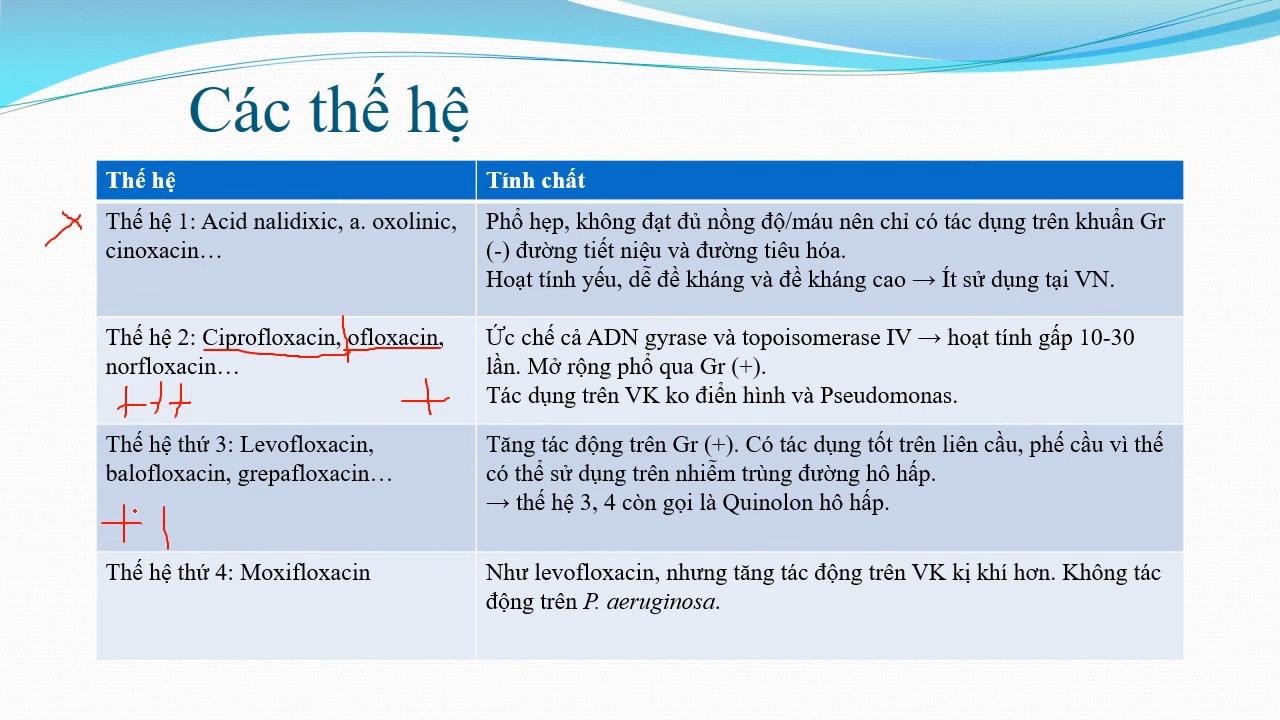 Các thế hệ
Thế hệ
Tính chất
Thế hệ 1: Acid nalidixic, a. oxolinic,
cinoxacin…
Phổ hẹp, không đạt đủ nồng độ/máu nên chỉ có tác dụng trên khuẩn Gr
(-) đường tiết niệu và đường tiêu hóa.
Hoạt tính yếu, dễ đề kháng và đề kháng cao → Ít sử dụng tại VN.
Thế hệ 2: Ciprofloxacin, ofloxacin,
norfloxacin…
+++ +
Ức chế cả ADN gyrase và topoisomerase IV → hoạt tính gấp 10-30
lần. Mở rộng phổ qua Gr (+).
Tác dụng trên VK ko điển hình và Pseudomonas.
Thế hệ thứ 3: Levofloxacin,
balofloxacin, grepafloxacin…
+
Tăng tác động trên Gr (+). Có tác dụng tốt trên liên cầu, phế cầu vì thế
có thể sử dụng trên nhiễm trùng đường hô hấp.
→ thế hệ 3, 4 còn gọi là Quinolon hô hấp.
Thế hệ thứ 4: Moxifloxacin
Như levofloxacin, nhưng tăng tác động trên VK kị khí hơn. Không tác
động trên P. aeruginosa.